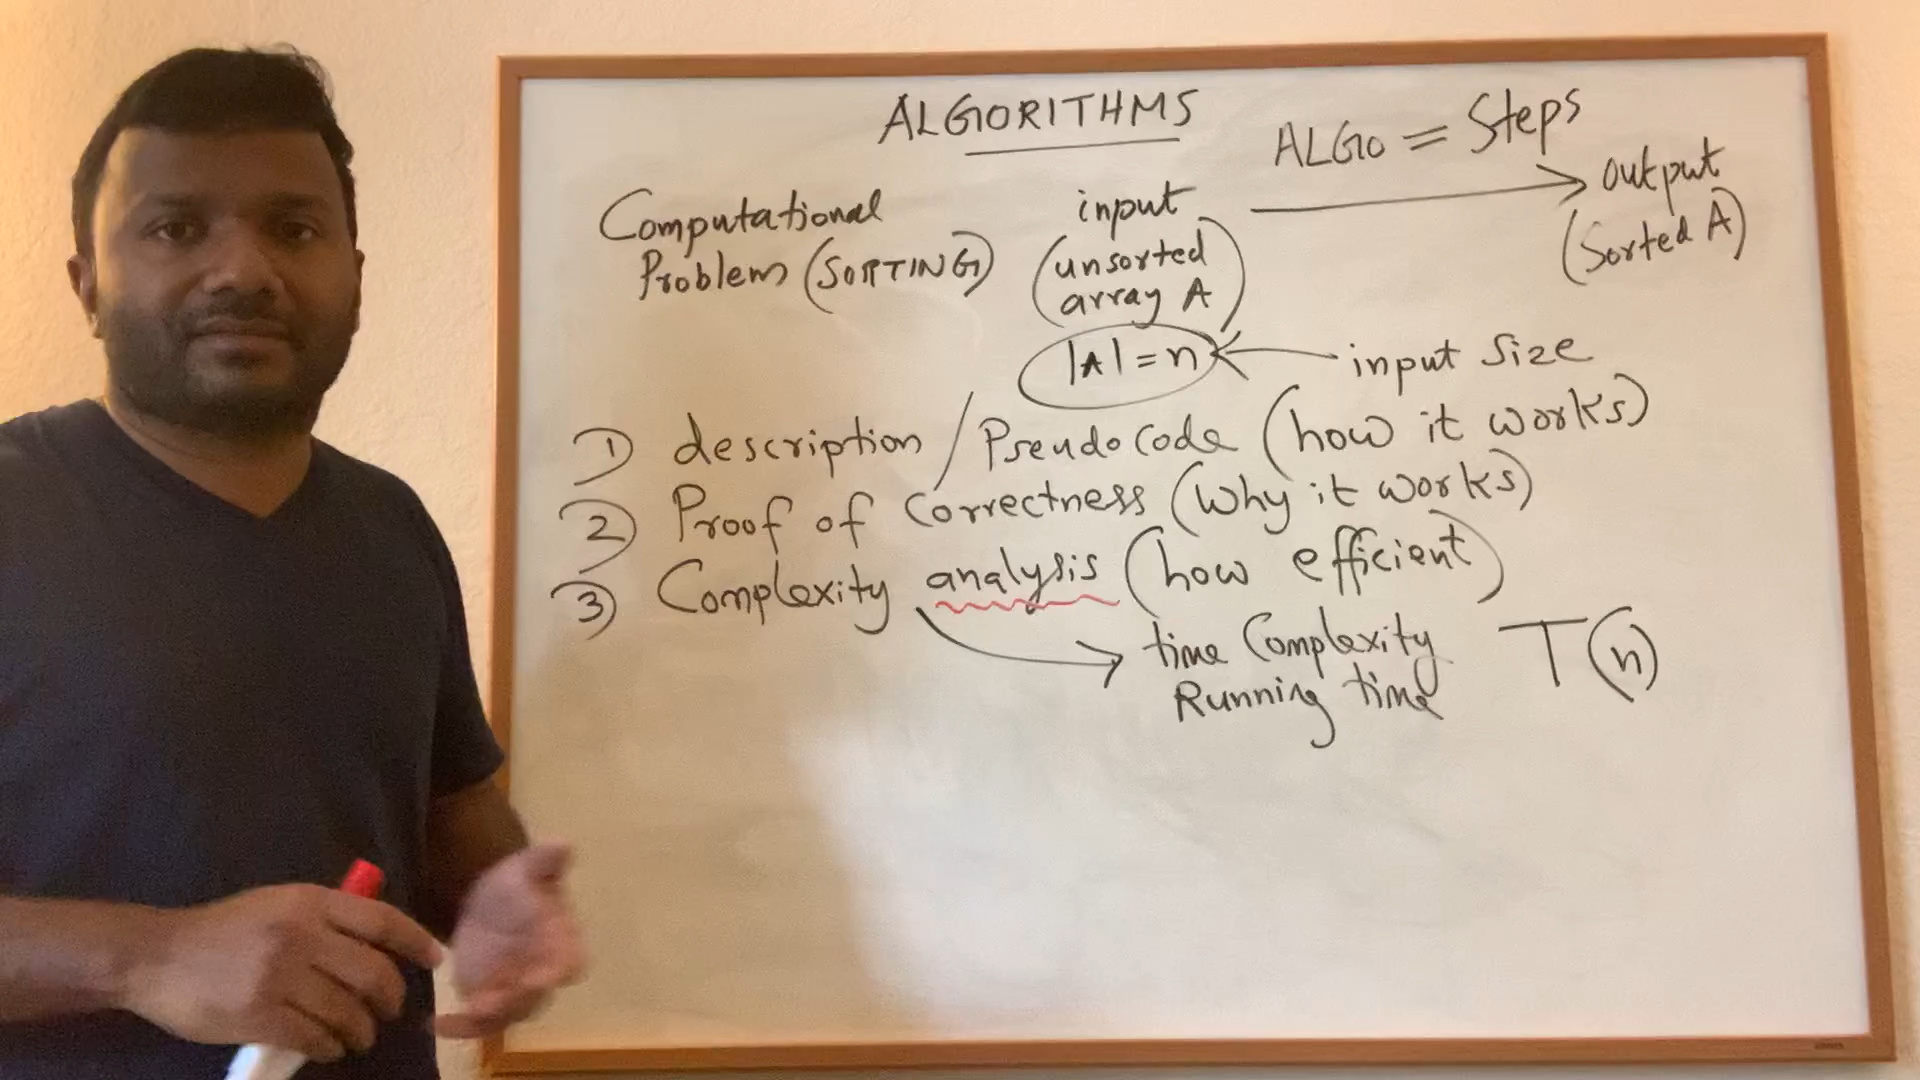 ALGORITHMS
ALGO = Steps
Computational
Problem (SORTING)
input
(unsorted
array A)
output
(Sorted A)
|A| = n
input size
① description / Pseudocode (how it works)
② Proof of correctness (why it works)
③ Complexity analysis (how efficient)
time Complexity
Running time
T(n)